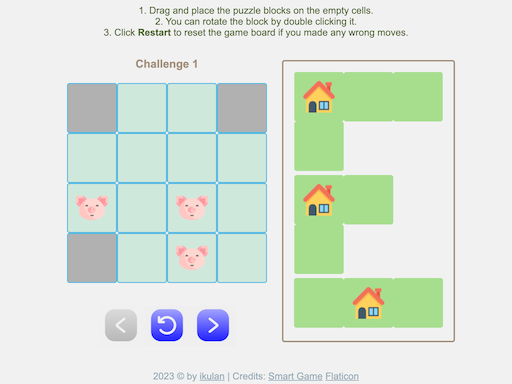 1. Drag and place the puzzle blocks on the empty cells.
2. You can rotate the block by double clicking it.
3. Click Restart to reset the game board if you made any wrong moves.
Challenge 1
2023 © by ikulan | Credits: Smart Game Flaticon